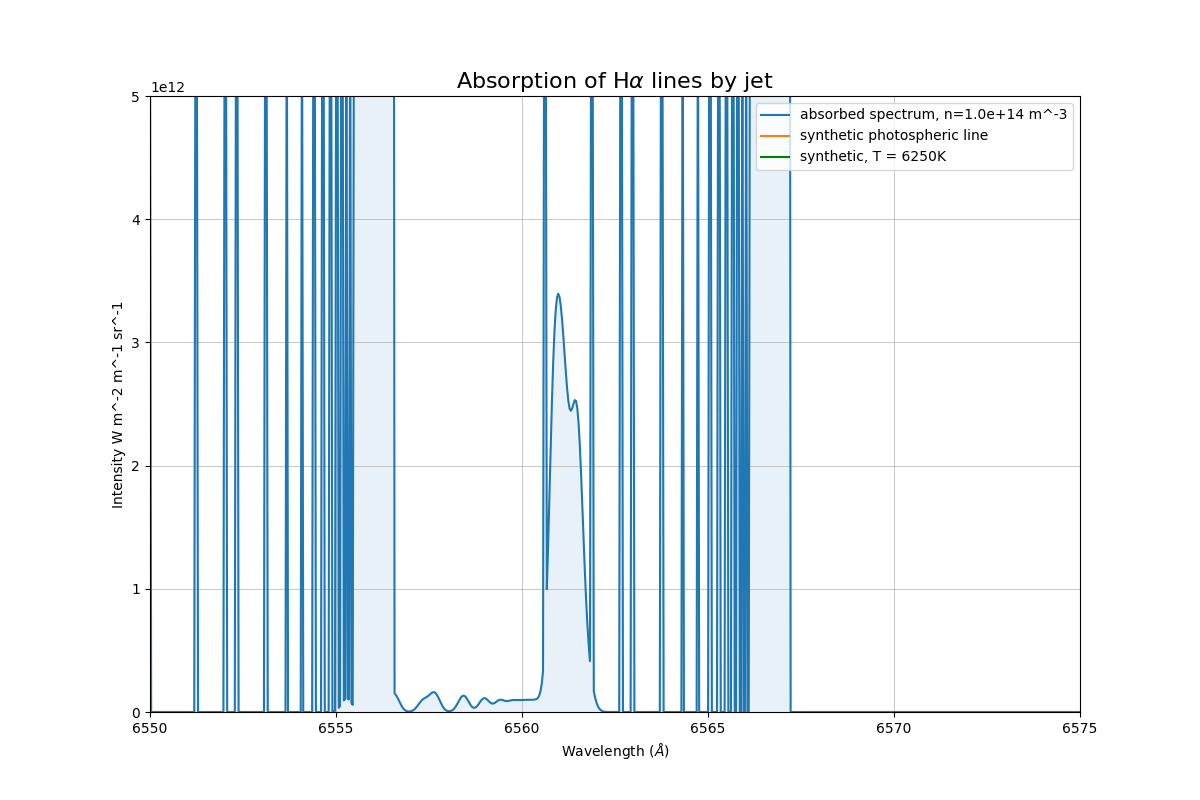 Absorption of Hα lines by jet
1e12
5
4
3
2
1
0
Intensity W m^-2 m^-1 sr^-1
absorbed spectrum, n=1.0e+14 m^-3
synthetic photospheric line
synthetic, T = 6250K
6550 6555 6560 6565 6570 6575
Wavelength (Å)